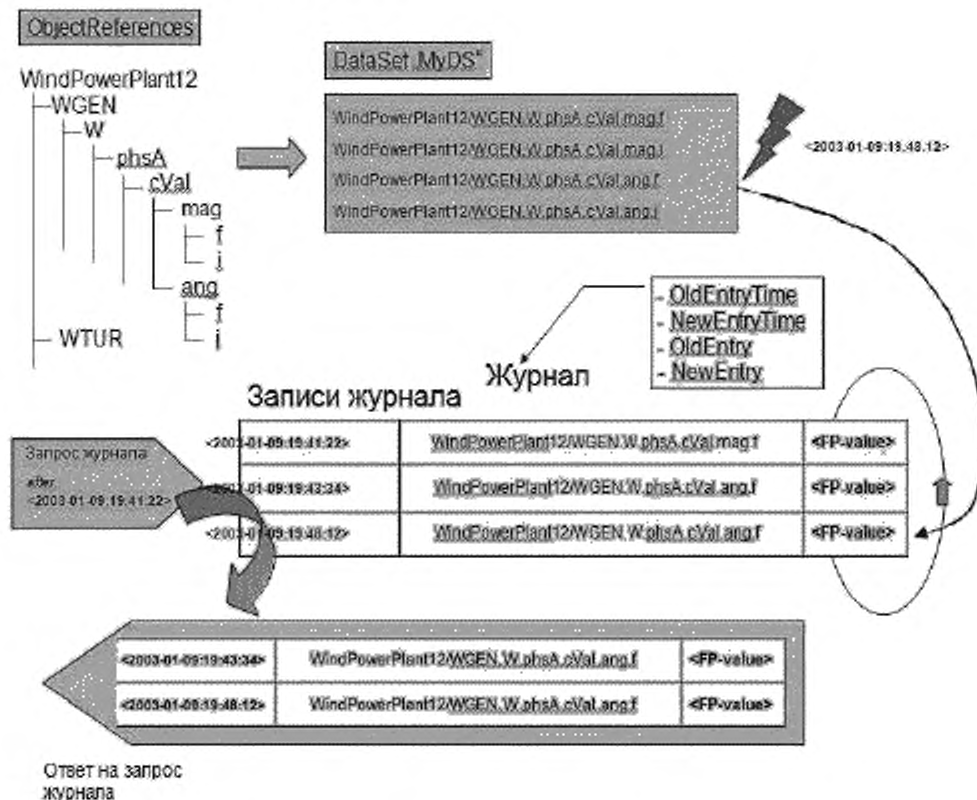 ObjectReferences
WindPowerPlant12
WGEN
W
phsA
cVal
mag
f
i
ang
f
i
WTUR
DataSet „MyDS“
WindPowerPlant12/WGEN.W.phsA.cVal.mag.f
WindPowerPlant12/WGEN.W.phsA.cVal.mag.i
WindPowerPlant12/WGEN.W.phsA.cVal.ang.f
WindPowerPlant12/WGEN.W.phsA.cVal.ang.i
<2003-01-09:19.48.12>
- OldEntryTime
- NewEntryTime
- OldEntry
- NewEntry
Журнал
Записи журнала
<2003-01-09:19:41:22> WindPowerPlant12/WGEN.W.phsA.cVal.mag.f <FP-value>
<2003-01-09:19:43:34> WindPowerPlant12/WGEN.W.phsA.cVal.ang.f <FP-value>
<2003-01-09:19:48:12> WindPowerPlant12/WGEN.W.phsA.cVal.ang.f <FP-value>
Запрос журнала
after
<2003-01-09.19.41:22>
<2003-01-09:19:43:34> WindPowerPlant12/WGEN.W.phsA.cVal.ang.f <FP-value>
<2003-01-09:19:48:12> WindPowerPlant12/WGEN.W.phsA.cVal.ang.f <FP-value>
Ответ на запрос
журнала